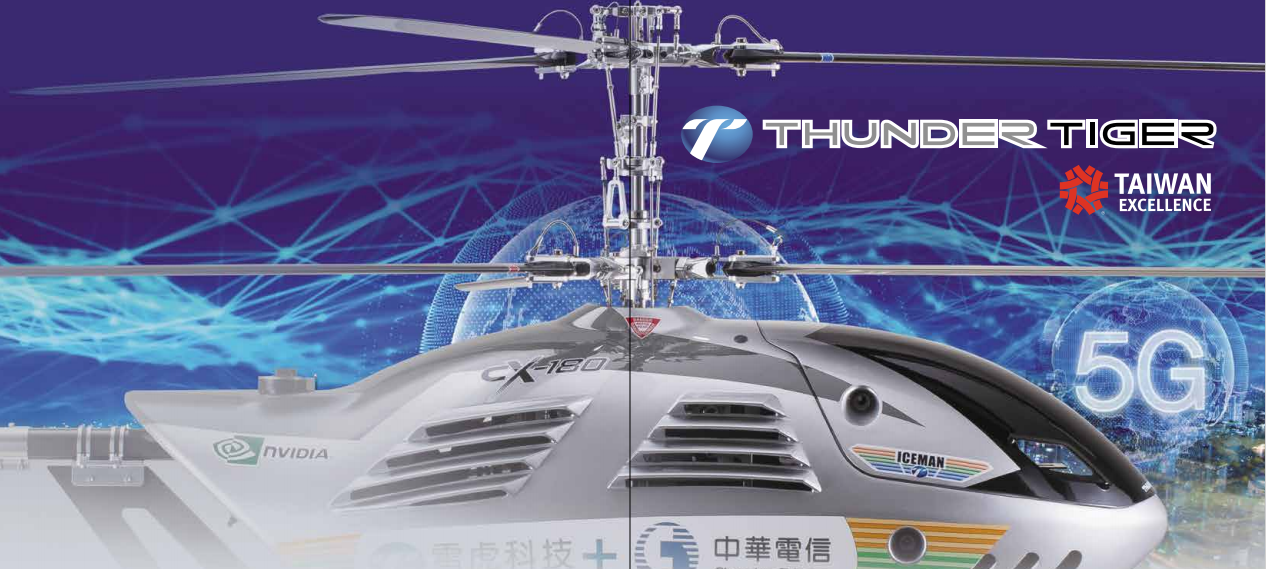 THUNDER TIGER
TAIWAN
EXCELLENCE
5G
CX-180
NVIDIA
ICEMAN
雷虎科技+
中華電信